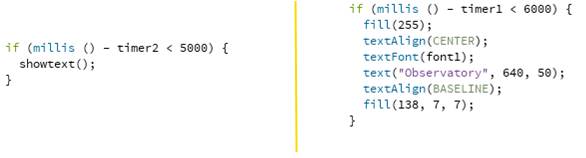 if (millis () - timer2 < 5000) {
  showtext();
}
if (millis () - timer1 < 6000) {
  fill(255);
  textAlign(CENTER);
  textFont(font1);
  text("Observatory", 640, 50);
  textAlign(BASELINE);
  fill(138, 7, 7);
}